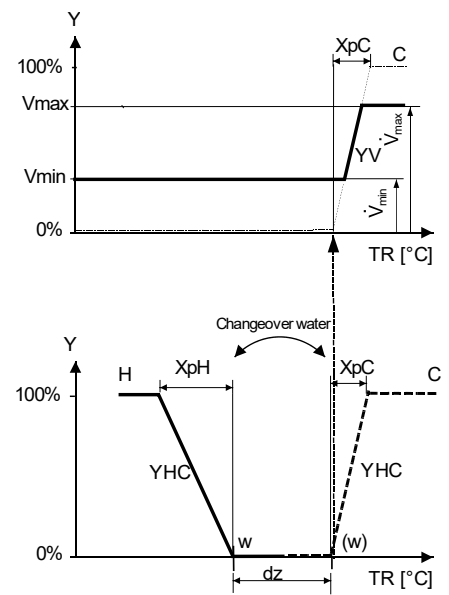 Y
XpC
C
100%
Vmax
YV
V̇max
Vmin
V̇min
0%
TR [°C]
Changeover water
Y
H
XpH
XpC
C
100%
YHC
YHC
w
(w)
0%
dz
TR [°C]